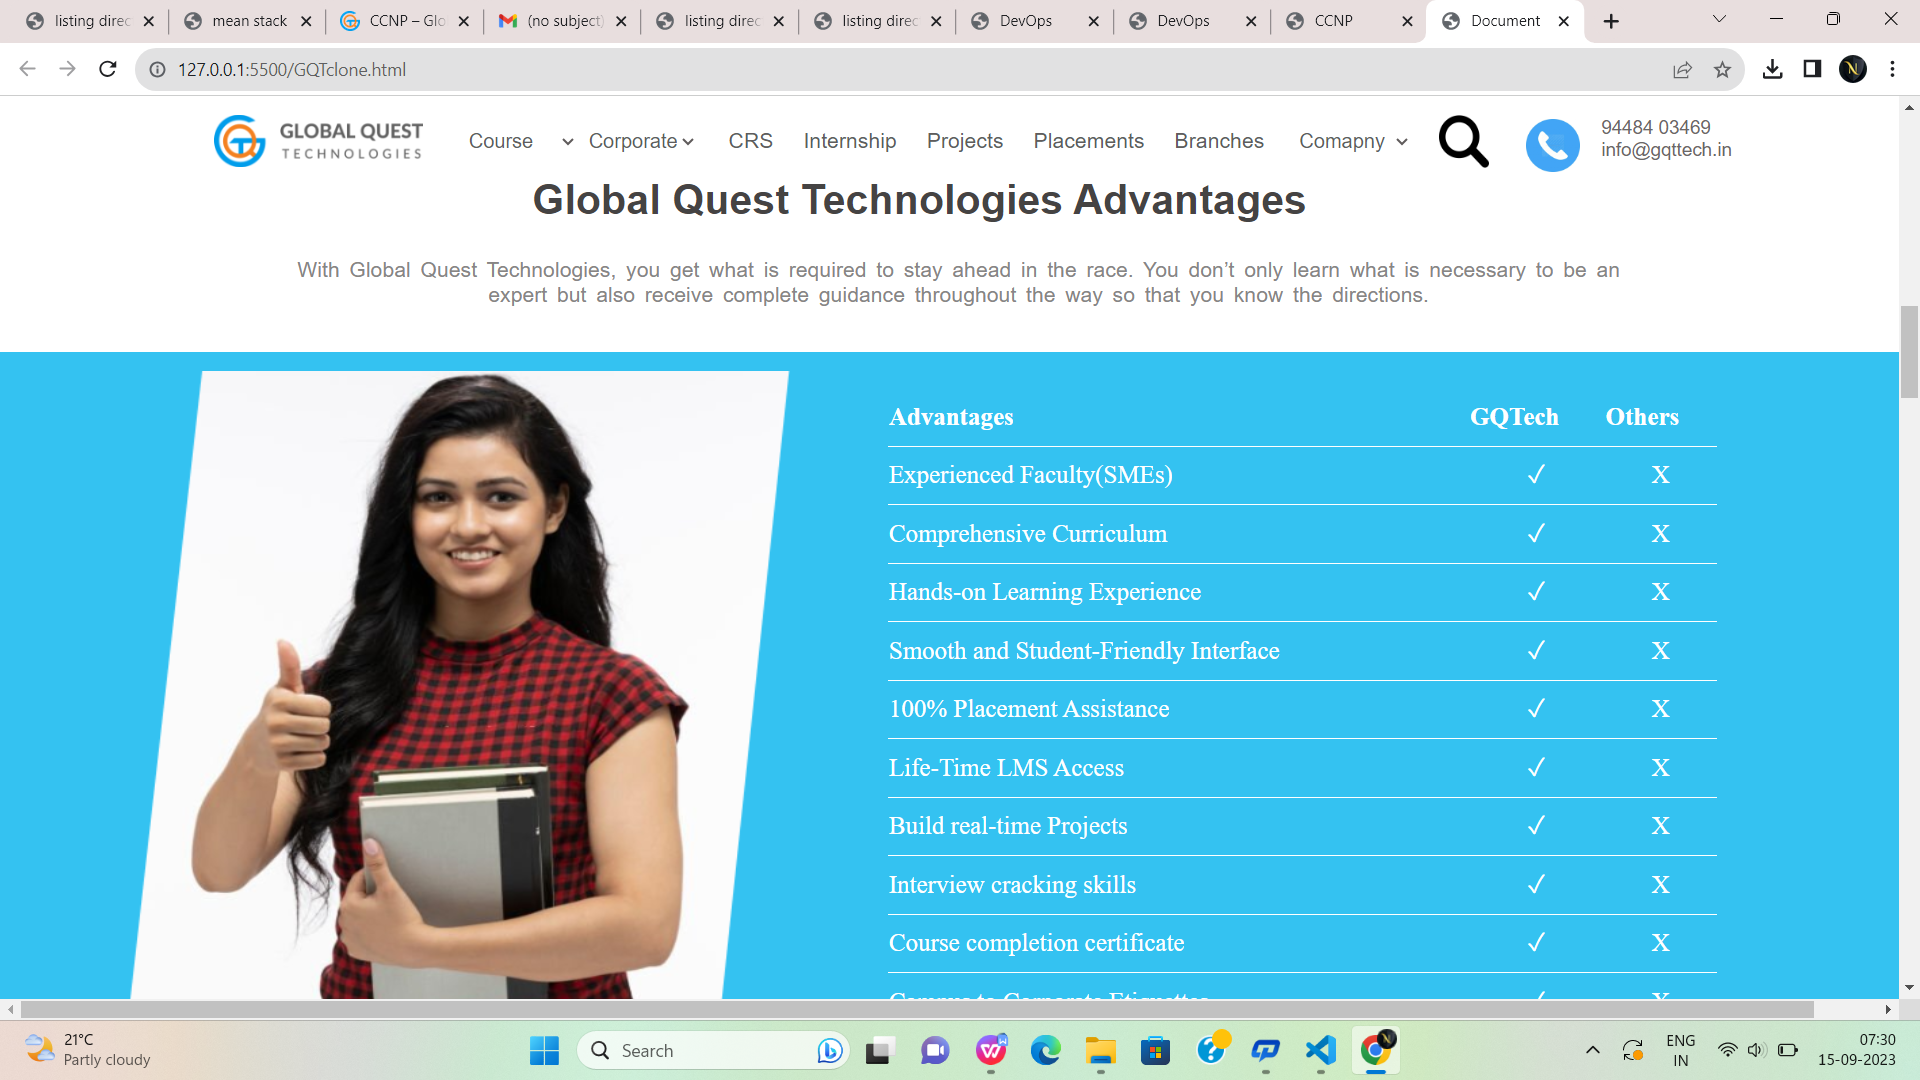 listing direc
mean stack
CCNP – Glo
(no subject)
listing direc
listing direc
DevOps
DevOps
CCNP
Document
127.0.0.1:5500/GQTclone.html
GLOBAL QUEST
TECHNOLOGIES
Course
Corporate
CRS
Internship
Projects
Placements
Branches
Comapny
94484 03469
info@gqttech.in
Global Quest Technologies Advantages
With Global Quest Technologies, you get what is required to stay ahead in the race. You don’t only learn what is necessary to be an
expert but also receive complete guidance throughout the way so that you know the directions.
Advantages GQTech Others
Experienced Faculty(SMEs) ✓ X
Comprehensive Curriculum ✓ X
Hands-on Learning Experience ✓ X
Smooth and Student-Friendly Interface ✓ X
100% Placement Assistance ✓ X
Life-Time LMS Access ✓ X
Build real-time Projects ✓ X
Interview cracking skills ✓ X
Course completion certificate ✓ X
Campus to Corporate Etiquettes ✓ X
21°C
Partly cloudy
Search
ENG
IN
07:30
15-09-2023